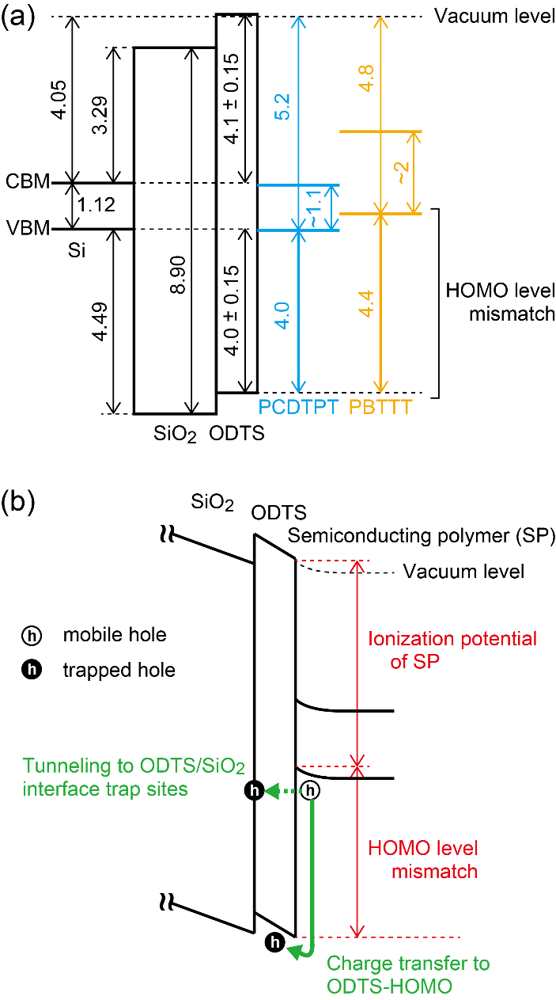 (a)
Vacuum level
4.05
3.29
4.1 ± 0.15
5.2
4.8
CBM
1.12
~1.1
~2
VBM
Si
4.49
8.90
4.0 ± 0.15
4.0
4.4
HOMO level
mismatch
PCDTPT
PBTTT
SiO₂
ODTS
(b)
SiO₂
ODTS
Semiconducting polymer (SP)
Vacuum level
h mobile hole
h trapped hole
Ionization potential
of SP
Tunneling to ODTS/SiO₂
interface trap sites
h
h
HOMO level
mismatch
h
Charge transfer to
ODTS-HOMO